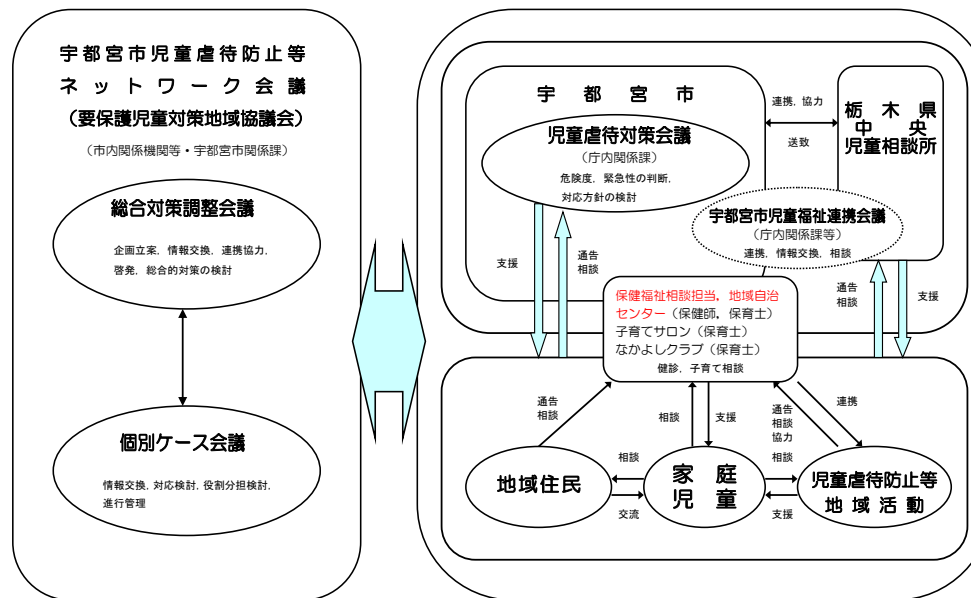 宇都宮市児童虐待防止等
ネットワーク会議
（要保護児童対策地域協議会）
（市内関係機関等・宇都宮市関係課）
総合対策調整会議
企画立案，情報交換，連携協力，
啓発，総合的対策の検討
個別ケース会議
情報交換，対応検討，役割分担検討，
進行管理
宇都宮市
児童虐待対策会議
（庁内関係課）
危険度，緊急性の判断，
対応方針の検討
連携，協力
送致
栃木県
中央
児童相談所
宇都宮市児童福祉連携会議
（庁内関係課等）
連携，情報交換，相談
支援
通告
相談
通告
相談
支援
保健福祉相談担当，地域自治
センター（保健師，保育士）
子育てサロン（保育士）
なかよしクラブ（保育士）
健診，子育て相談
通告
相談
相談
支援
通告
相談
協力
連携
地域住民
相談
交流
家庭
児童
相談
支援
児童虐待防止等
地域活動